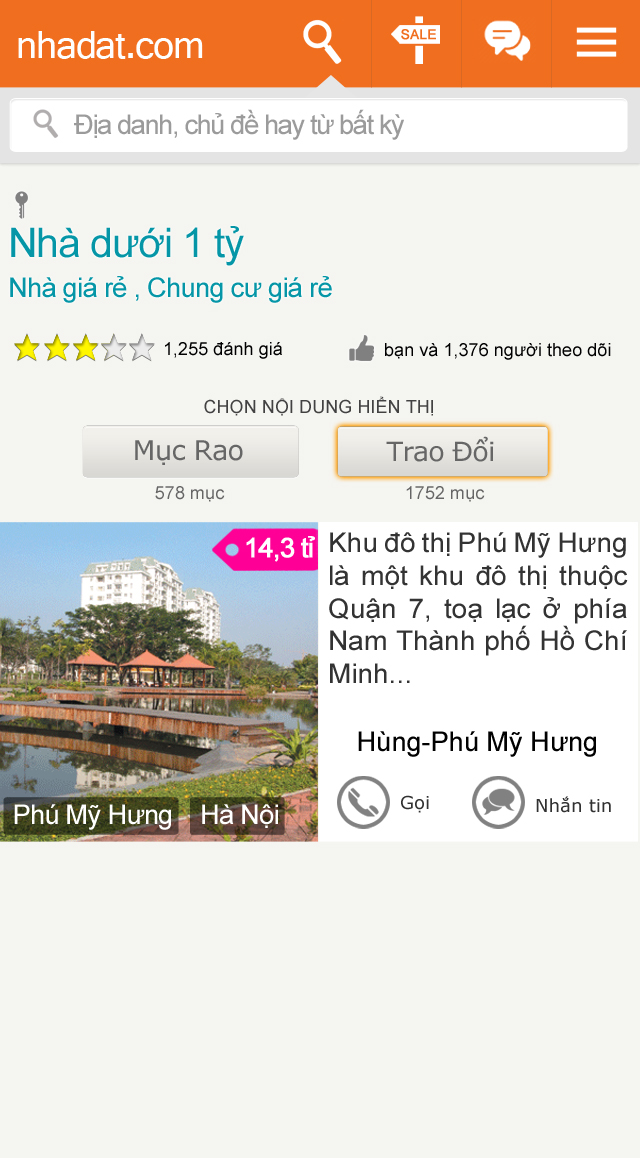 nhadat.com
SALE
Địa danh, chủ đề hay từ bất kỳ
Nhà dưới 1 tỷ
Nhà giá rẻ , Chung cư giá rẻ
1,255 đánh giá
bạn và 1,376 người theo dõi
CHỌN NỘI DUNG HIỂN THỊ
Mục Rao
Trao Đổi
578 mục
1752 mục
14,3 tỉ
Khu đô thị Phú Mỹ Hưng
là một khu đô thị thuộc
Quận 7, toạ lạc ở phía
Nam Thành phố Hồ Chí
Minh...
Hùng-Phú Mỹ Hưng
Gọi
Nhắn tin
Phú Mỹ Hưng
Hà Nội